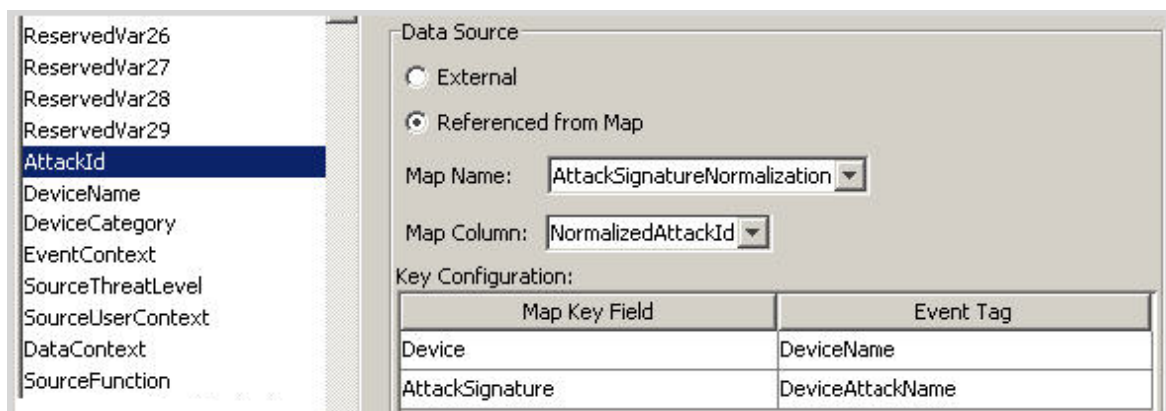 ReservedVar26
ReservedVar27
ReservedVar28
ReservedVar29
AttackId
DeviceName
DeviceCategory
EventContext
SourceThreatLevel
SourceUserContext
DataContext
SourceFunction
Data Source
External
Referenced from Map
Map Name: AttackSignatureNormalization
Map Column: NormalizedAttackId
Key Configuration:
Map Key Field Event Tag
Device DeviceName
AttackSignature DeviceAttackName